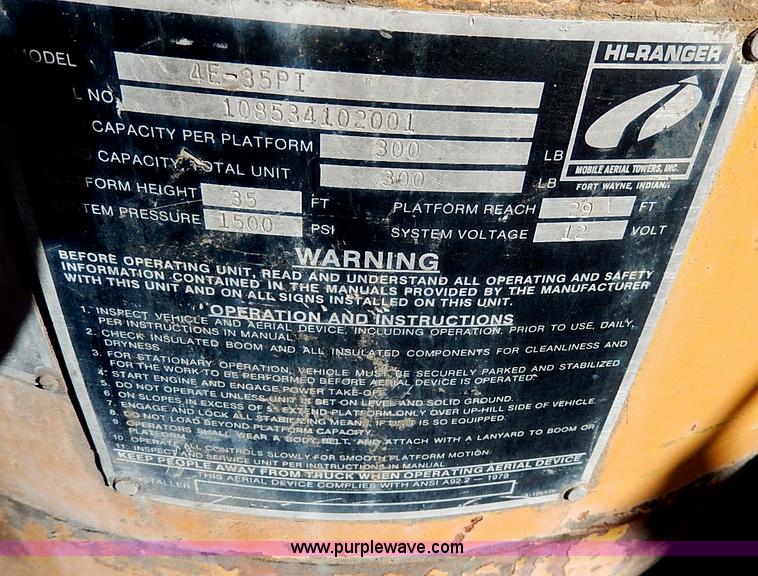 HI-RANGER
MOBILE AERIAL TOWERS, INC.
FORT WAYNE, INDIANA
ODEL 4E-35PI
L NO. 108534102001
CAPACITY PER PLATFORM 300 LB
CAPACITY TOTAL UNIT 300 LB
FORM HEIGHT 35 FT PLATFORM REACH 29 FT
TEM PRESSURE 1500 PSI SYSTEM VOLTAGE 12 VOLT
WARNING
BEFORE OPERATING UNIT, READ AND UNDERSTAND ALL OPERATING AND SAFETY
INFORMATION CONTAINED IN THE MANUALS PROVIDED BY THE MANUFACTURER
WITH THIS UNIT AND ON ALL SIGNS INSTALLED ON THIS UNIT.
OPERATION AND INSTRUCTIONS
1. INSPECT VEHICLE AND AERIAL DEVICE, INCLUDING OPERATION, PRIOR TO USE, DAILY,
PER INSTRUCTIONS IN MANUAL.
2. CHECK INSULATED BOOM AND ALL INSULATED COMPONENTS FOR CLEANLINESS AND
DRYNESS.
3. FOR STATIONARY OPERATION, VEHICLE MUST BE SECURELY PARKED AND STABILIZED
FOR THE WORK TO BE PERFORMED BEFORE AERIAL DEVICE IS OPERATED.
4. START ENGINE AND ENGAGE POWER TAKE-OFF.
5. DO NOT OPERATE UNLESS UNIT IS SET ON LEVEL AND SOLID GROUND.
6. ON SLOPES IN EXCESS OF 5° EXTEND PLATFORM ONLY OVER UP-HILL SIDE OF VEHICLE.
7. ENGAGE AND LOCK ALL STABILIZING MEANS IF UNIT IS SO EQUIPPED.
8. DO NOT LOAD BEYOND PLATFORM CAPACITY.
9. OPERATORS SHALL WEAR A BODY BELT, AND ATTACH WITH A LANYARD TO BOOM OR
PLATFORM.
10. OPERATE ALL CONTROLS SLOWLY FOR SMOOTH PLATFORM MOTION.
11. INSPECT AND SERVICE UNIT PER INSTRUCTIONS IN MANUAL.
KEEP PEOPLE AWAY FROM TRUCK WHEN OPERATING AERIAL DEVICE
THIS AERIAL DEVICE COMPLIES WITH ANSI A92.2 - 1979
TALLER
www.purplewave.com